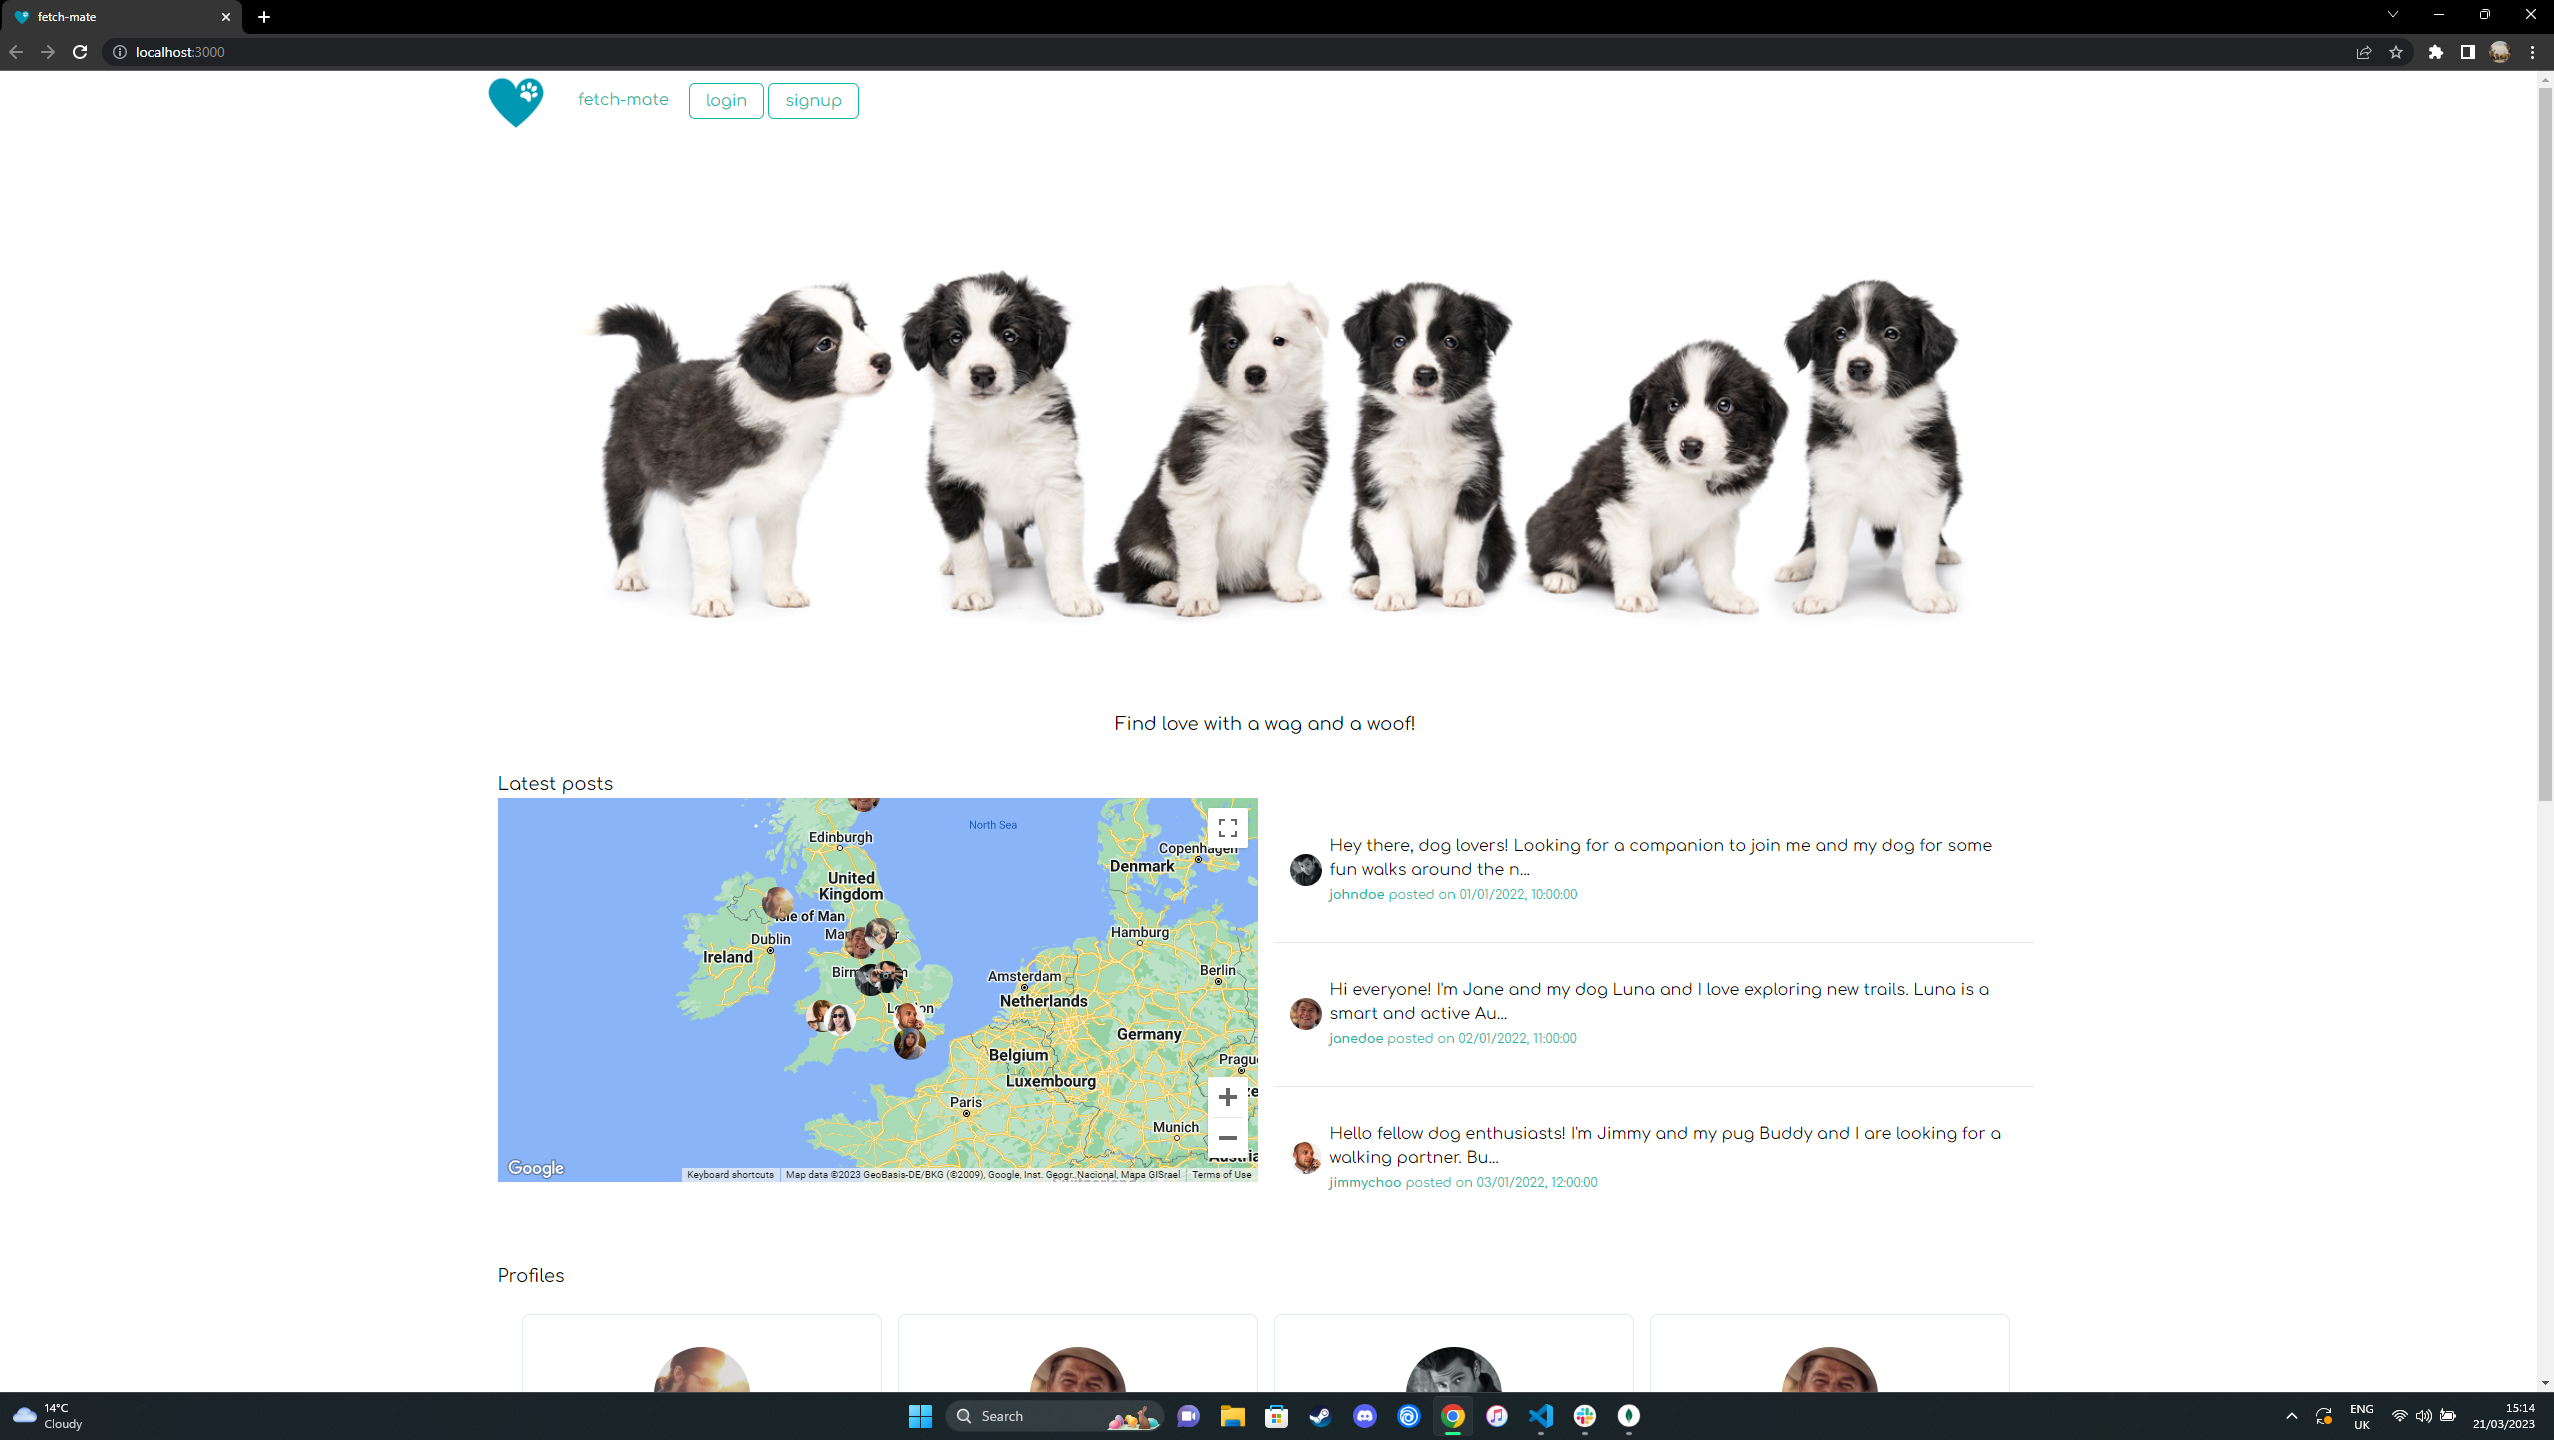 fetch-mate
localhost:3000
fetch-mate
login
signup
Find love with a wag and a woof!
Latest posts
North Sea
Edinburgh
Copenhagen
Denmark
United
Kingdom
Isle of Man
Dublin
Ireland
Hamburg
Amsterdam
Berlin
Netherlands
Germany
Belgium
Pragu
Luxembourg
Paris
Munich
Google
Keyboard shortcuts
Map data ©2023 GeoBasis-DE/BKG (©2009), Google, Inst. Geogr. Nacional, Mapa GISrael
Terms of Use
Hey there, dog lovers! Looking for a companion to join me and my dog for some
fun walks around the n...
johndoe posted on 01/01/2022, 10:00:00
Hi everyone! I'm Jane and my dog Luna and I love exploring new trails. Luna is a
smart and active Au...
janedoe posted on 02/01/2022, 11:00:00
Hello fellow dog enthusiasts! I'm Jimmy and my pug Buddy and I are looking for a
walking partner. Bu...
jimmychoo posted on 03/01/2022, 12:00:00
Profiles
14°C
Cloudy
Search
ENG
UK
15:14
21/03/2023